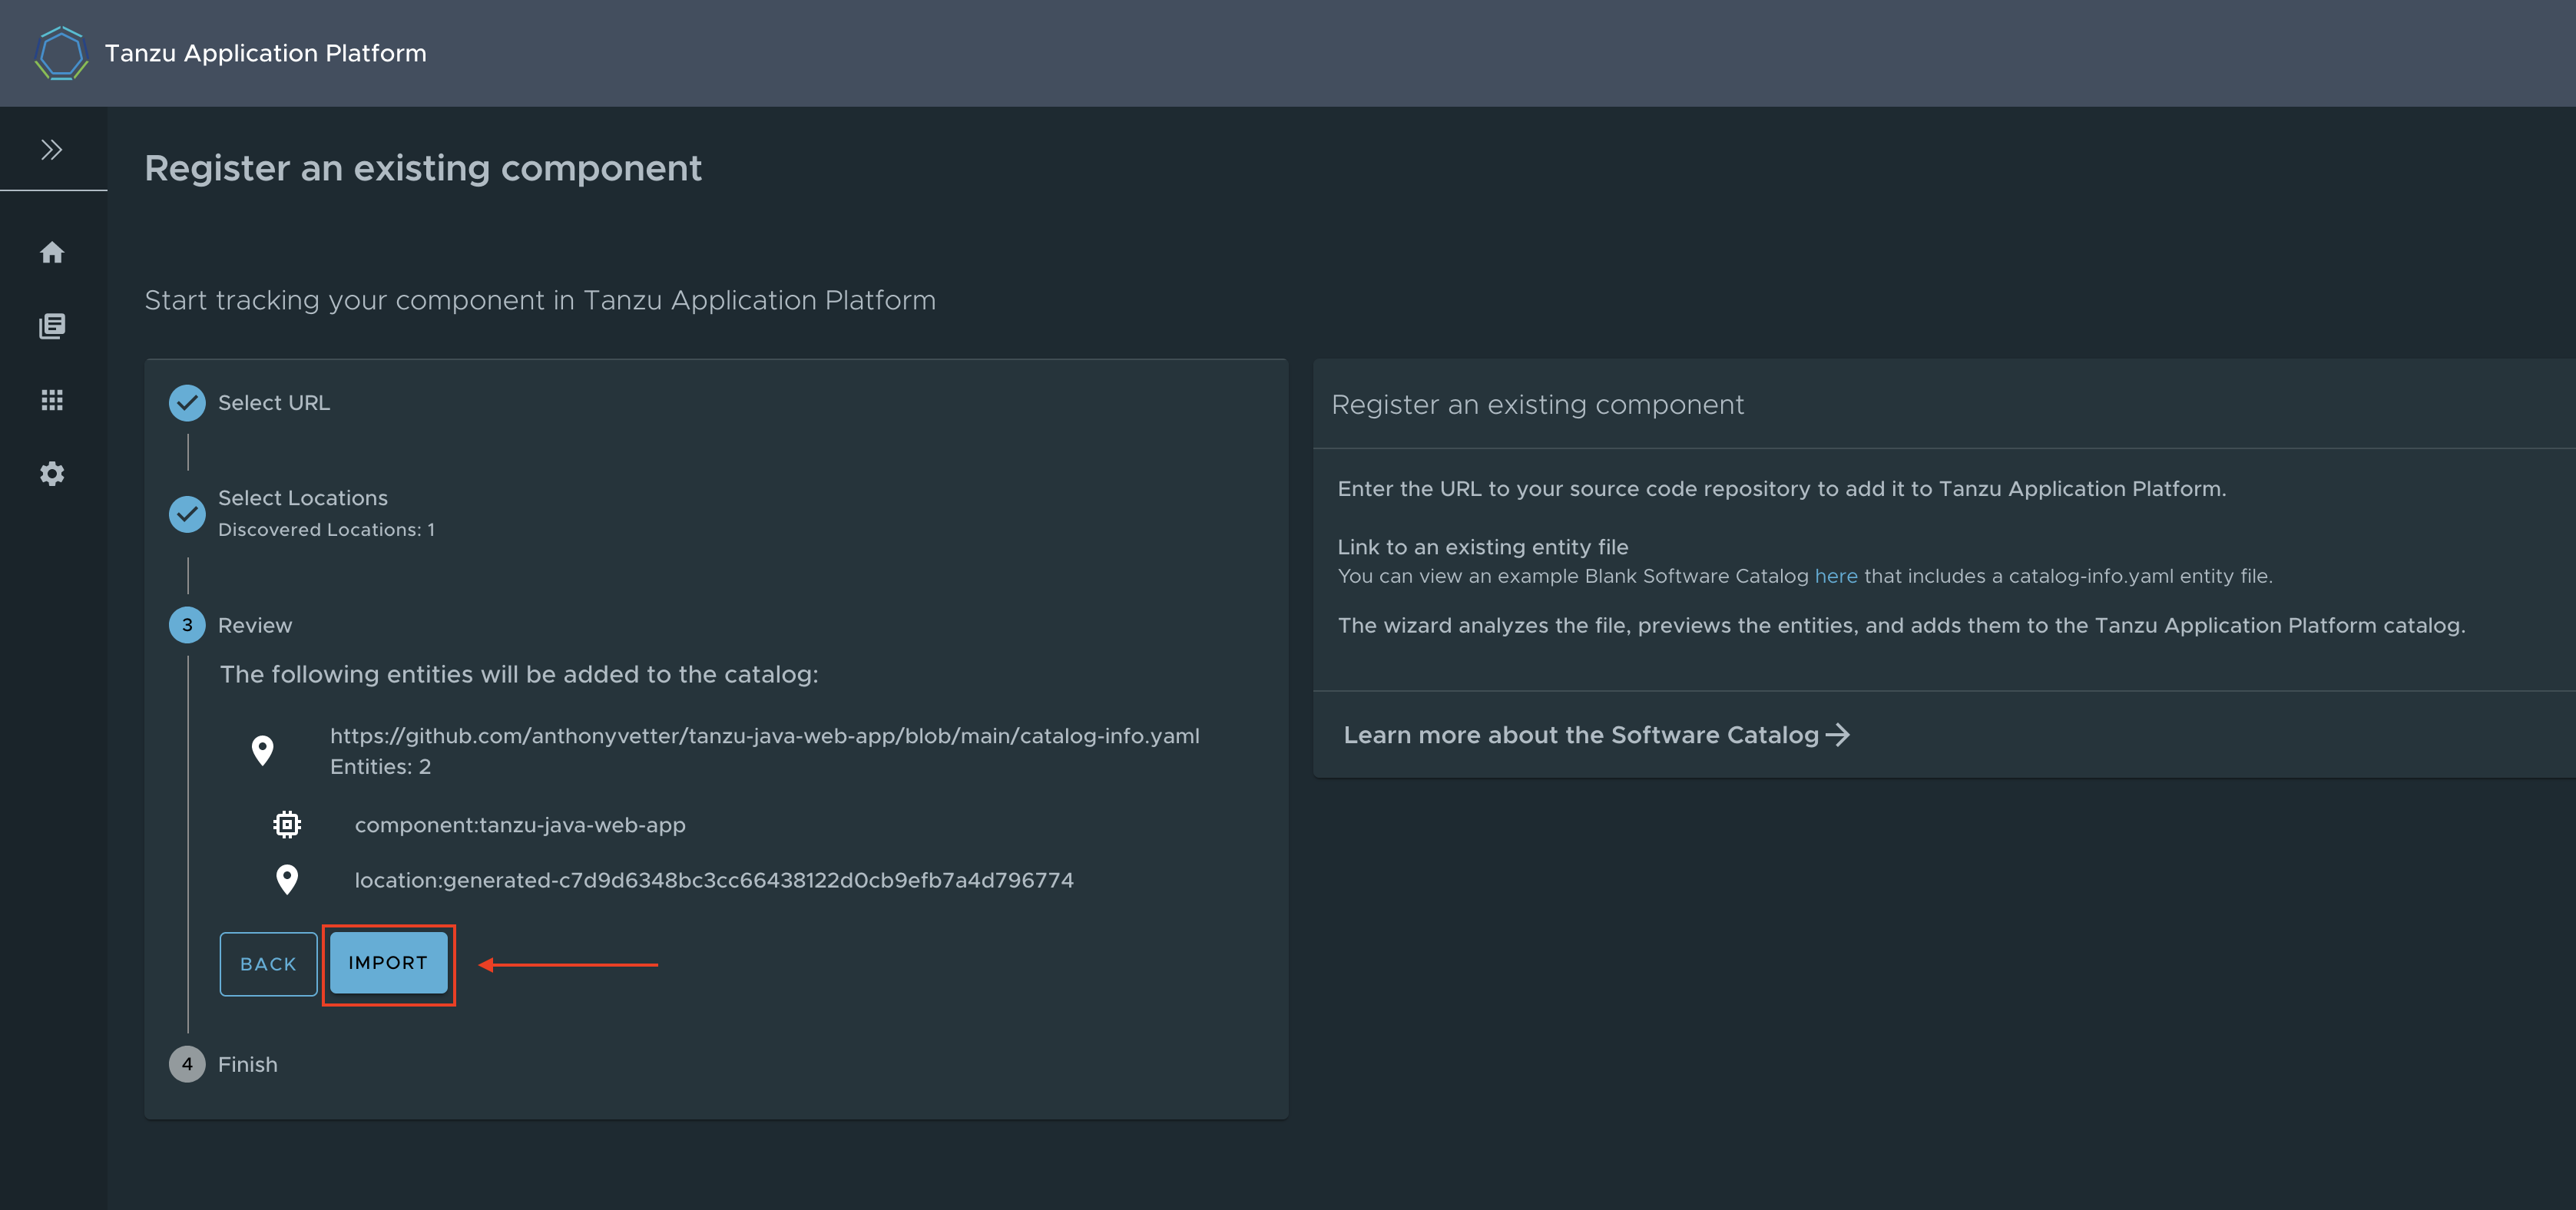 Tanzu Application Platform
Register an existing component
Start tracking your component in Tanzu Application Platform
Select URL
Select Locations
Discovered Locations: 1
3 Review
The following entities will be added to the catalog:
https://github.com/anthonyvetter/tanzu-java-web-app/blob/main/catalog-info.yaml
Entities: 2
component:tanzu-java-web-app
location:generated-c7d9d6348bc3cc66438122d0cb9efb7a4d796774
BACK IMPORT
4 Finish
Register an existing component
Enter the URL to your source code repository to add it to Tanzu Application Platform.
Link to an existing entity file
You can view an example Blank Software Catalog here that includes a catalog-info.yaml entity file.
The wizard analyzes the file, previews the entities, and adds them to the Tanzu Application Platform catalog.
Learn more about the Software Catalog